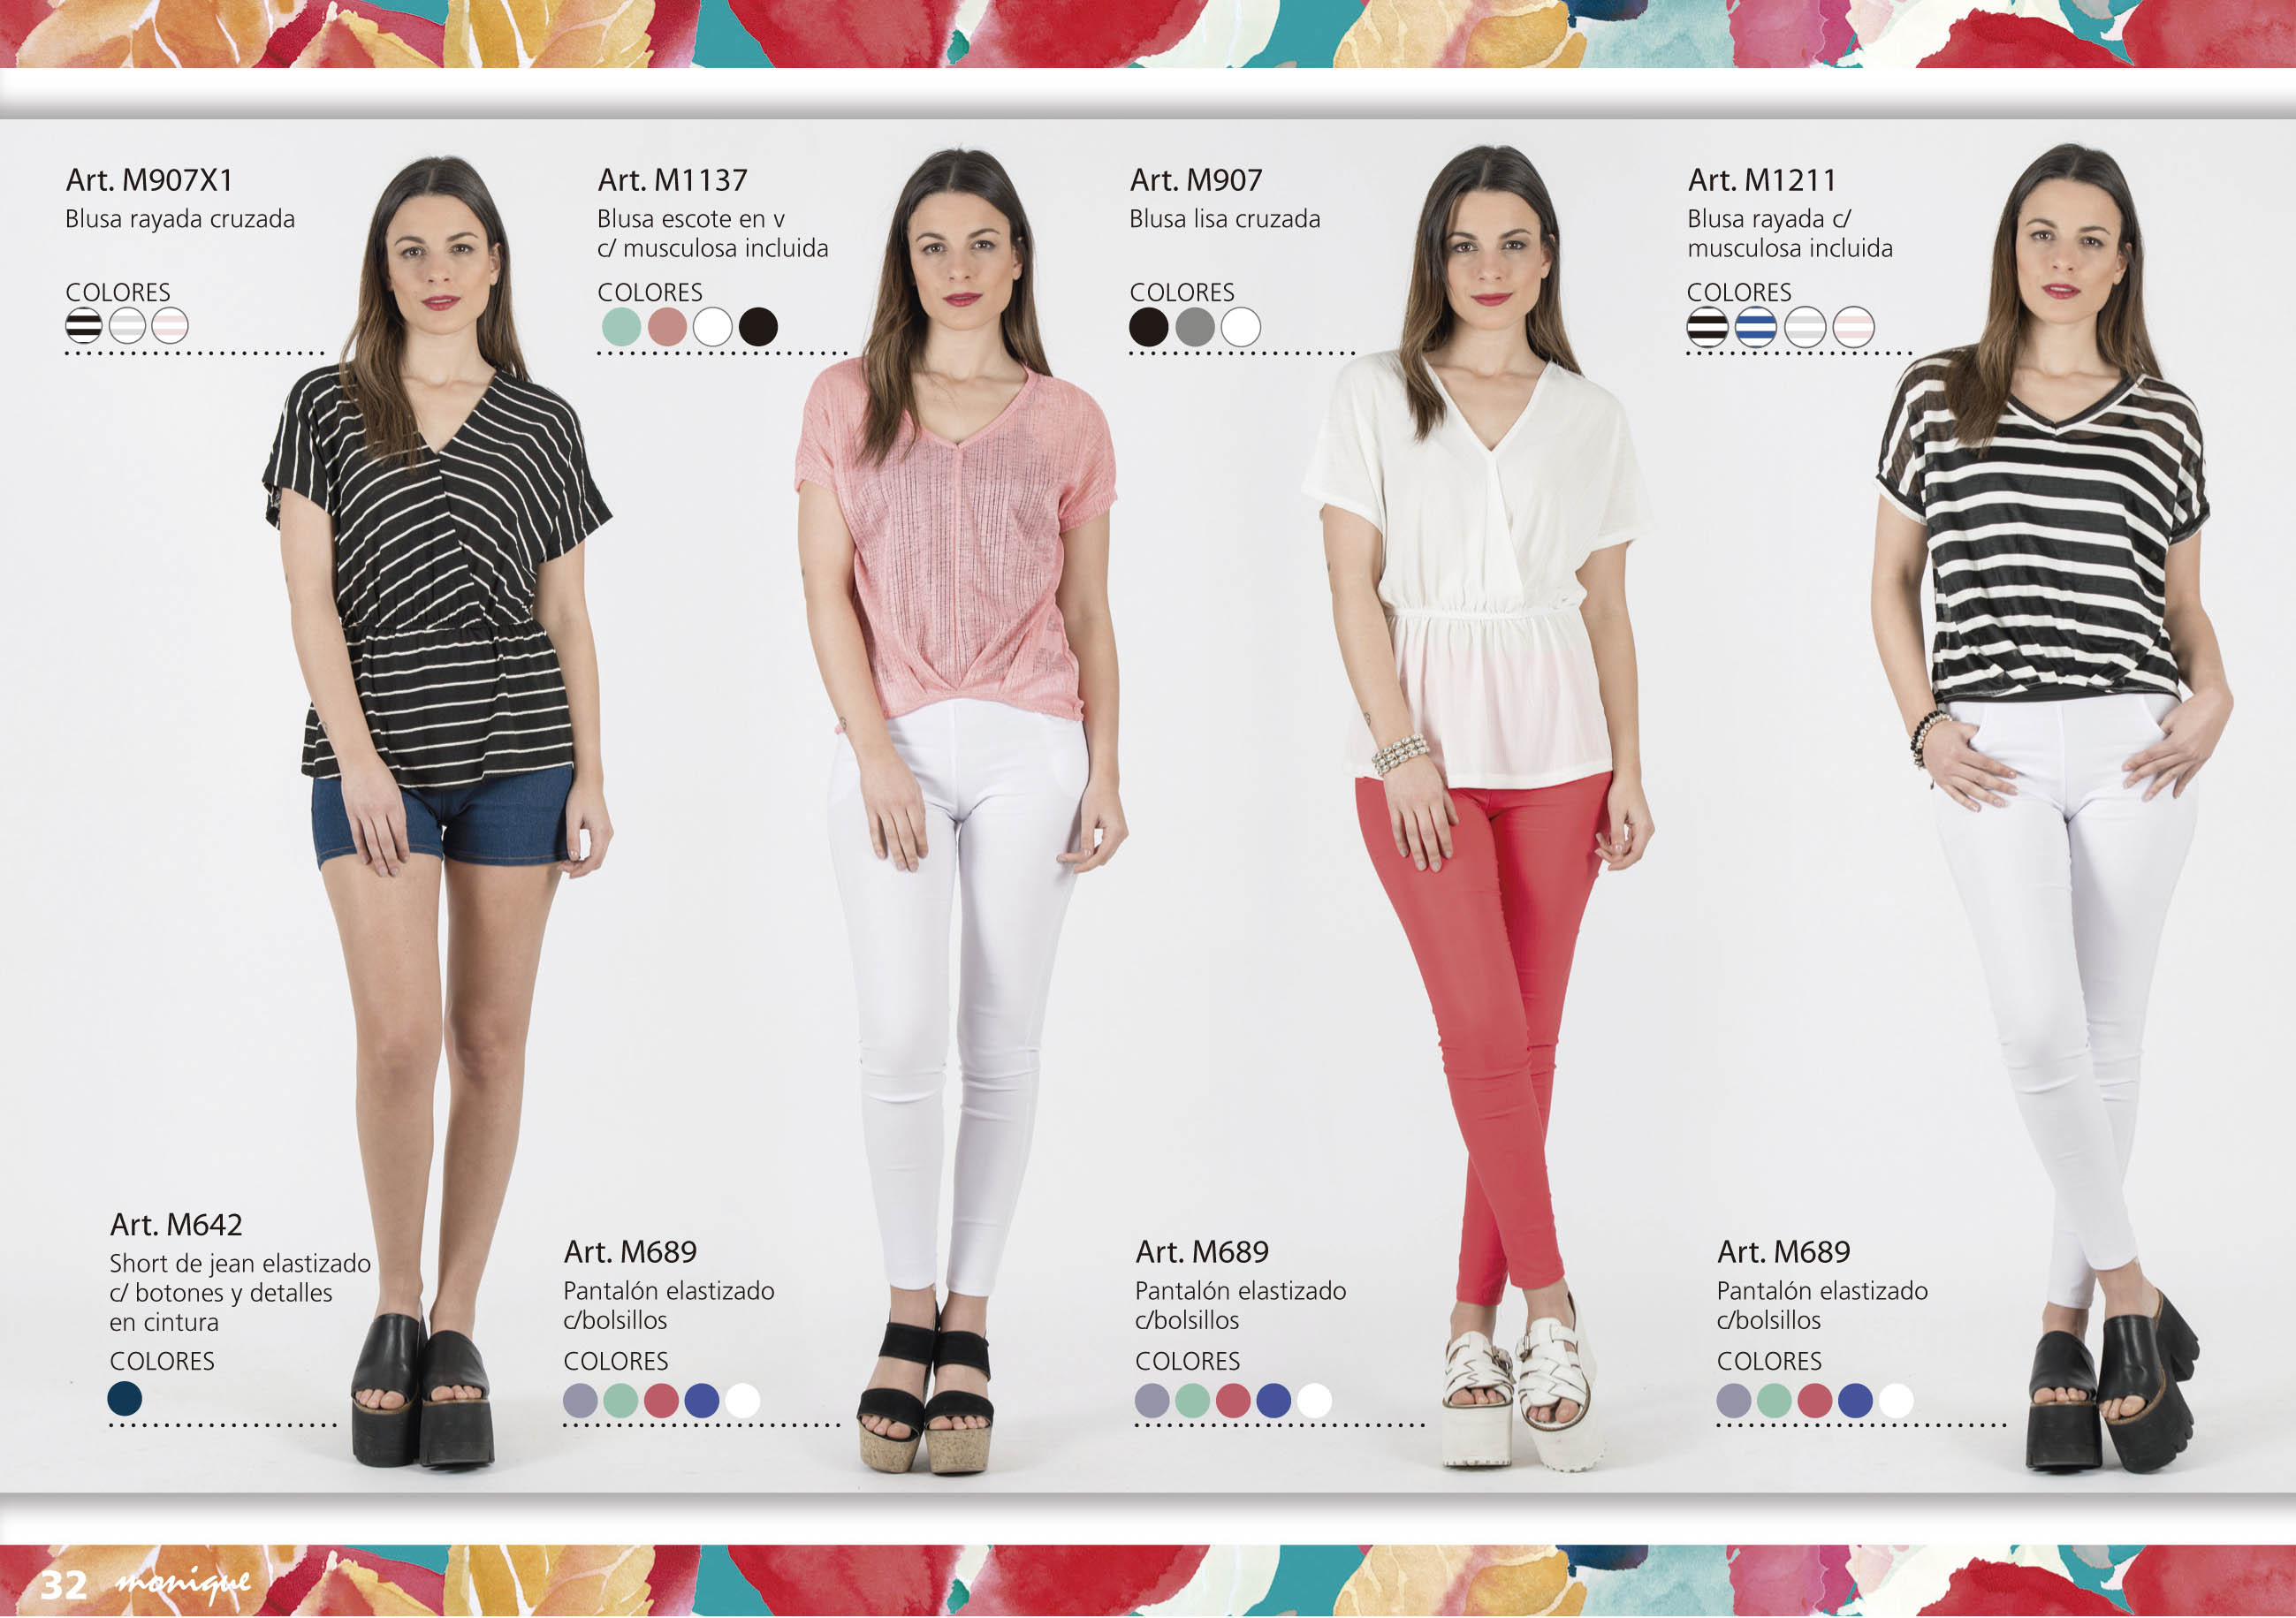 Art. M907X1
Blusa rayada cruzada
COLORES
Art. M1137
Blusa escote en v
c/ musculosa incluida
COLORES
Art. M907
Blusa lisa cruzada
COLORES
Art. M1211
Blusa rayada c/
musculosa incluida
COLORES
Art. M642
Short de jean elastizado
c/ botones y detalles
en cintura
COLORES
Art. M689
Pantalón elastizado
c/bolsillos
COLORES
Art. M689
Pantalón elastizado
c/bolsillos
COLORES
Art. M689
Pantalón elastizado
c/bolsillos
COLORES
32 monique